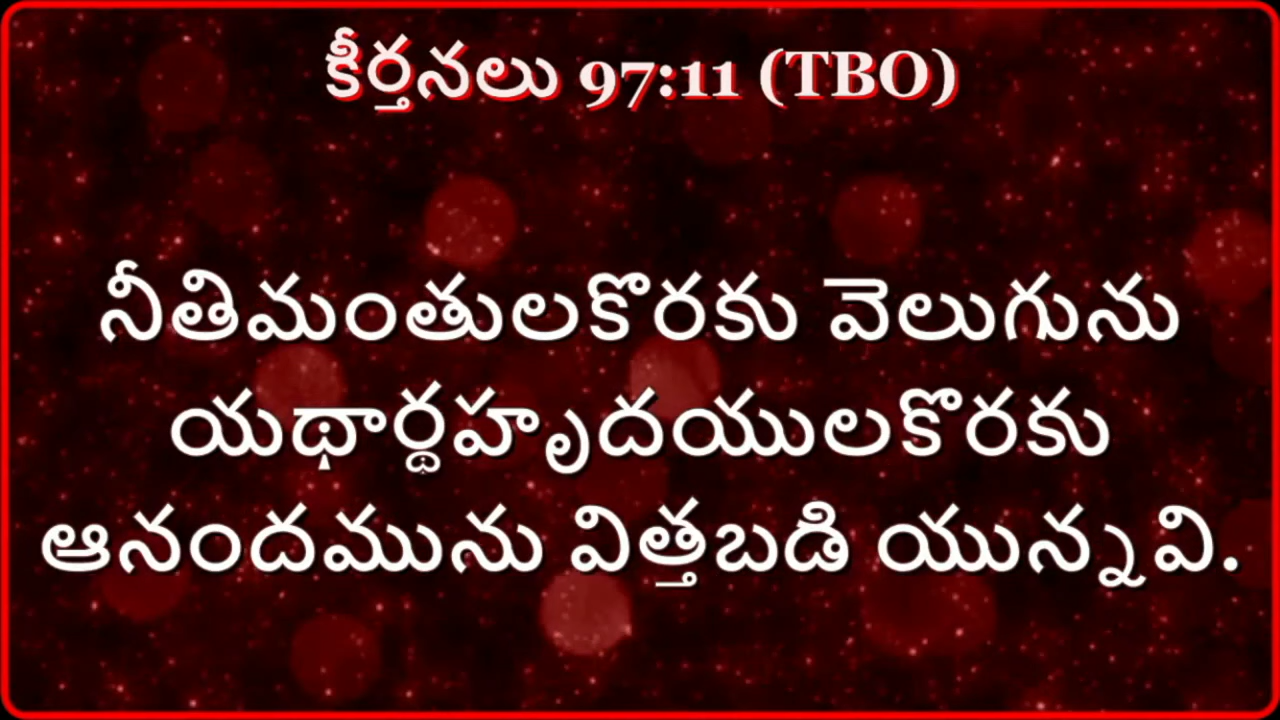 కీర్తనలు 97:11 (TBO)
నీతిమంతులకొరకు వెలుగును
యథార్థహృదయులకొరకు
ఆనందమును విత్తబడి యున్నవి.